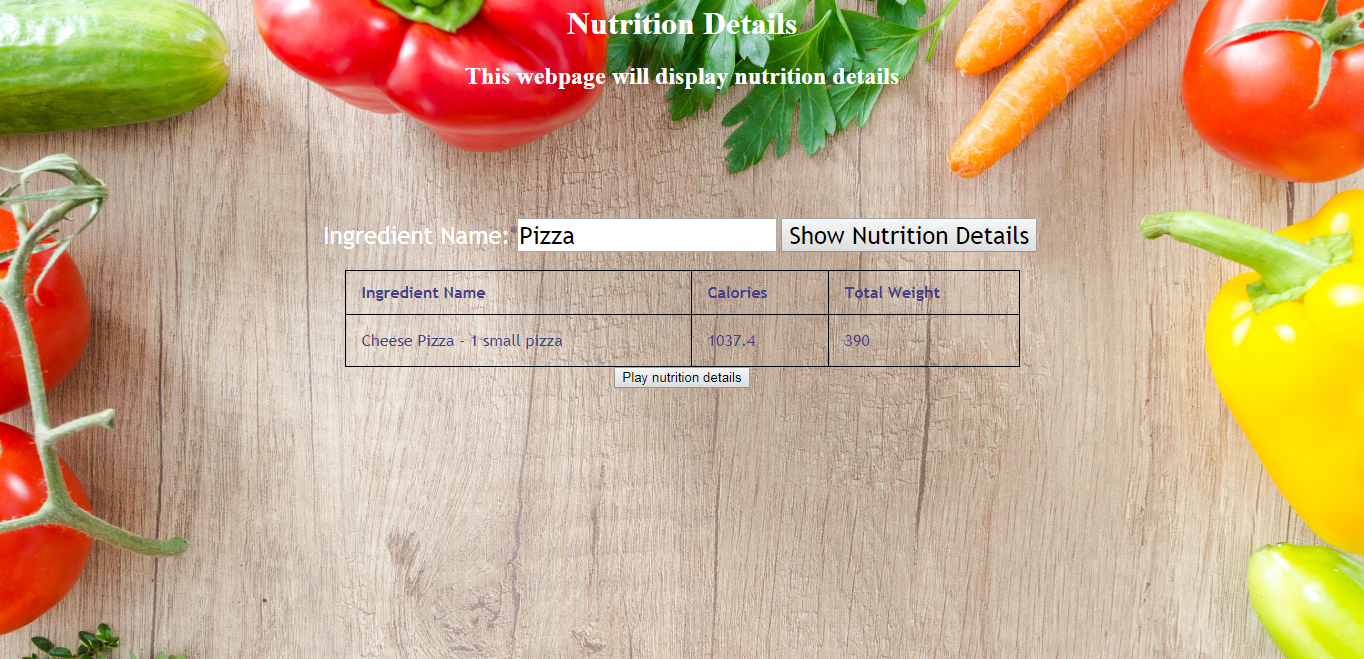 Nutrition Details
This webpage will display nutrition details
Ingredient Name: Pizza Show Nutrition Details
Ingredient Name Calories Total Weight
Cheese Pizza - 1 small pizza 1037.4 390
Play nutrition details